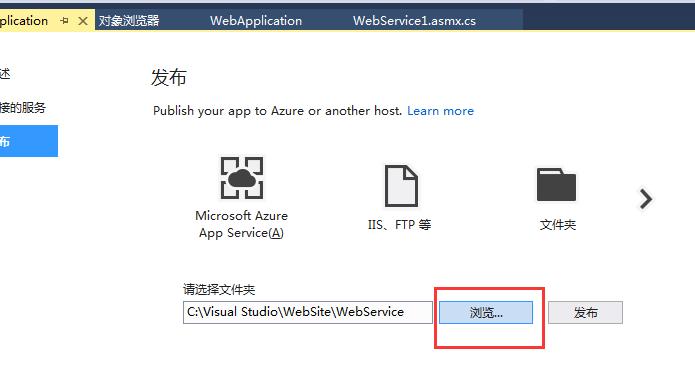 plication
对象浏览器
WebApplication
WebService1.asmx.cs
述
接的服务
布
发布
Publish your app to Azure or another host. Learn more
Microsoft Azure
App Service(A)
IIS、FTP 等
文件夹
请选择文件夹
C:\Visual Studio\WebSite\WebService
浏览...
发布